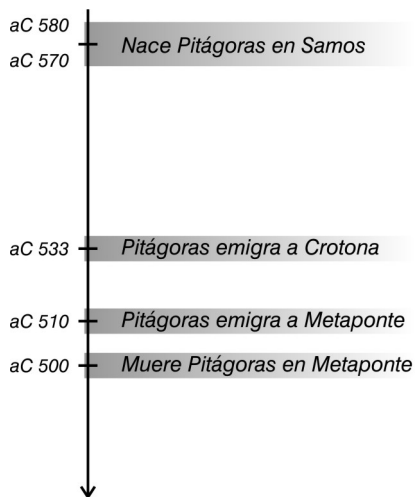 aC 580
Nace Pitágoras en Samos
aC 570
aC 533
Pitágoras emigra a Crotona
aC 510
Pitágoras emigra a Metaponte
aC 500
Muere Pitágoras en Metaponte